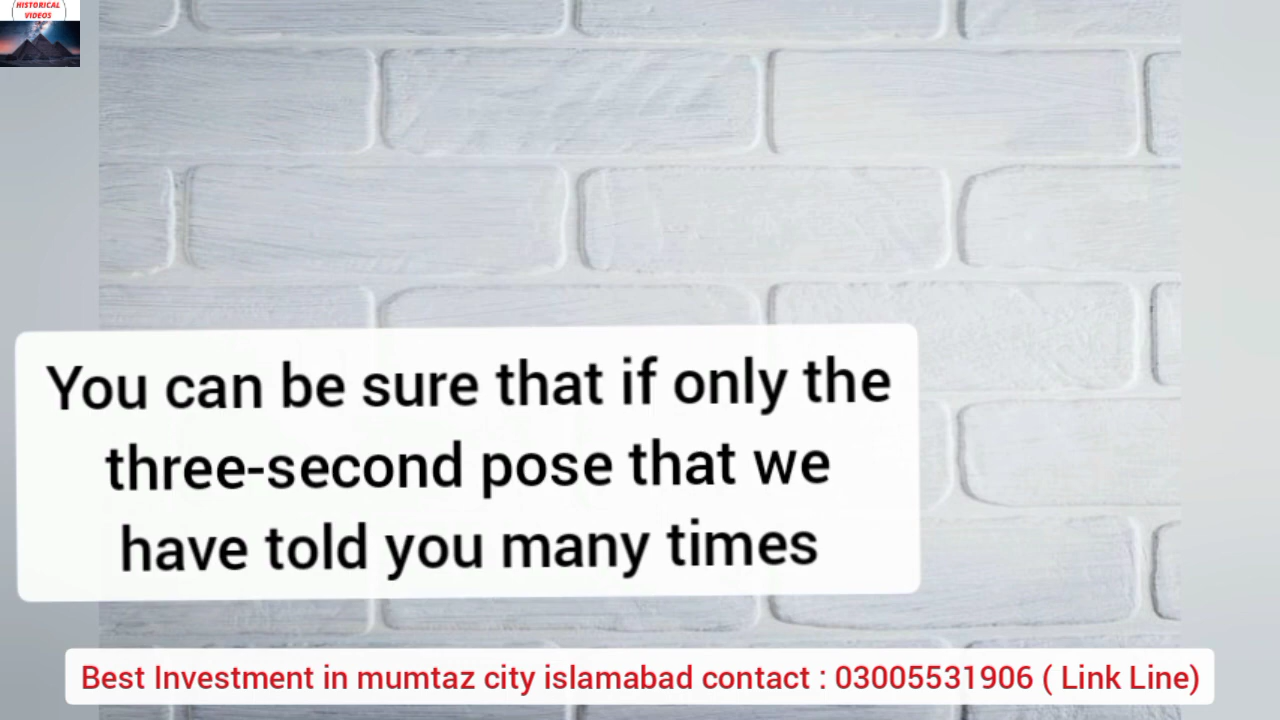 HISTORICAL
VIDEOS
You can be sure that if only the
three-second pose that we
have told you many times
Best Investment in mumtaz city islamabad contact : 03005531906 ( Link Line)